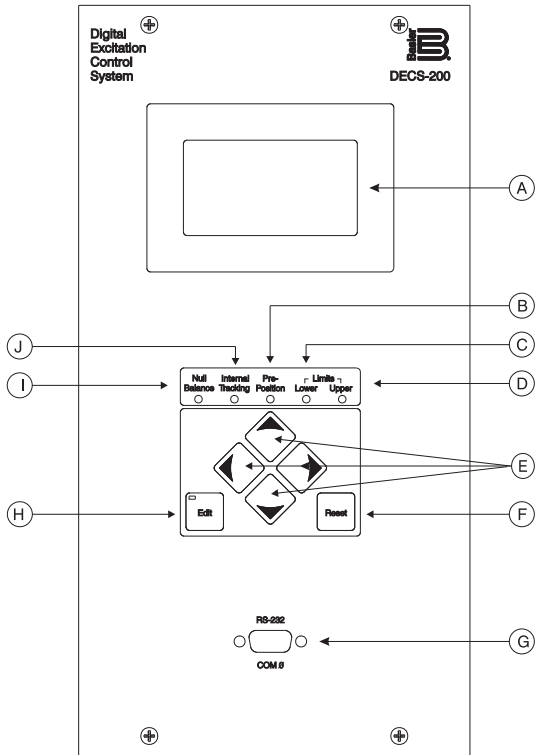 Digital
Excitation
Control
System
Basler
B
DECS-200
A
B
J
C
I
Null
Balance
Internal
Tracking
Pre-
Position
Limits
Lower
Upper
D
E
H
Edit
Reset
F
RS-232
G
COM Ø